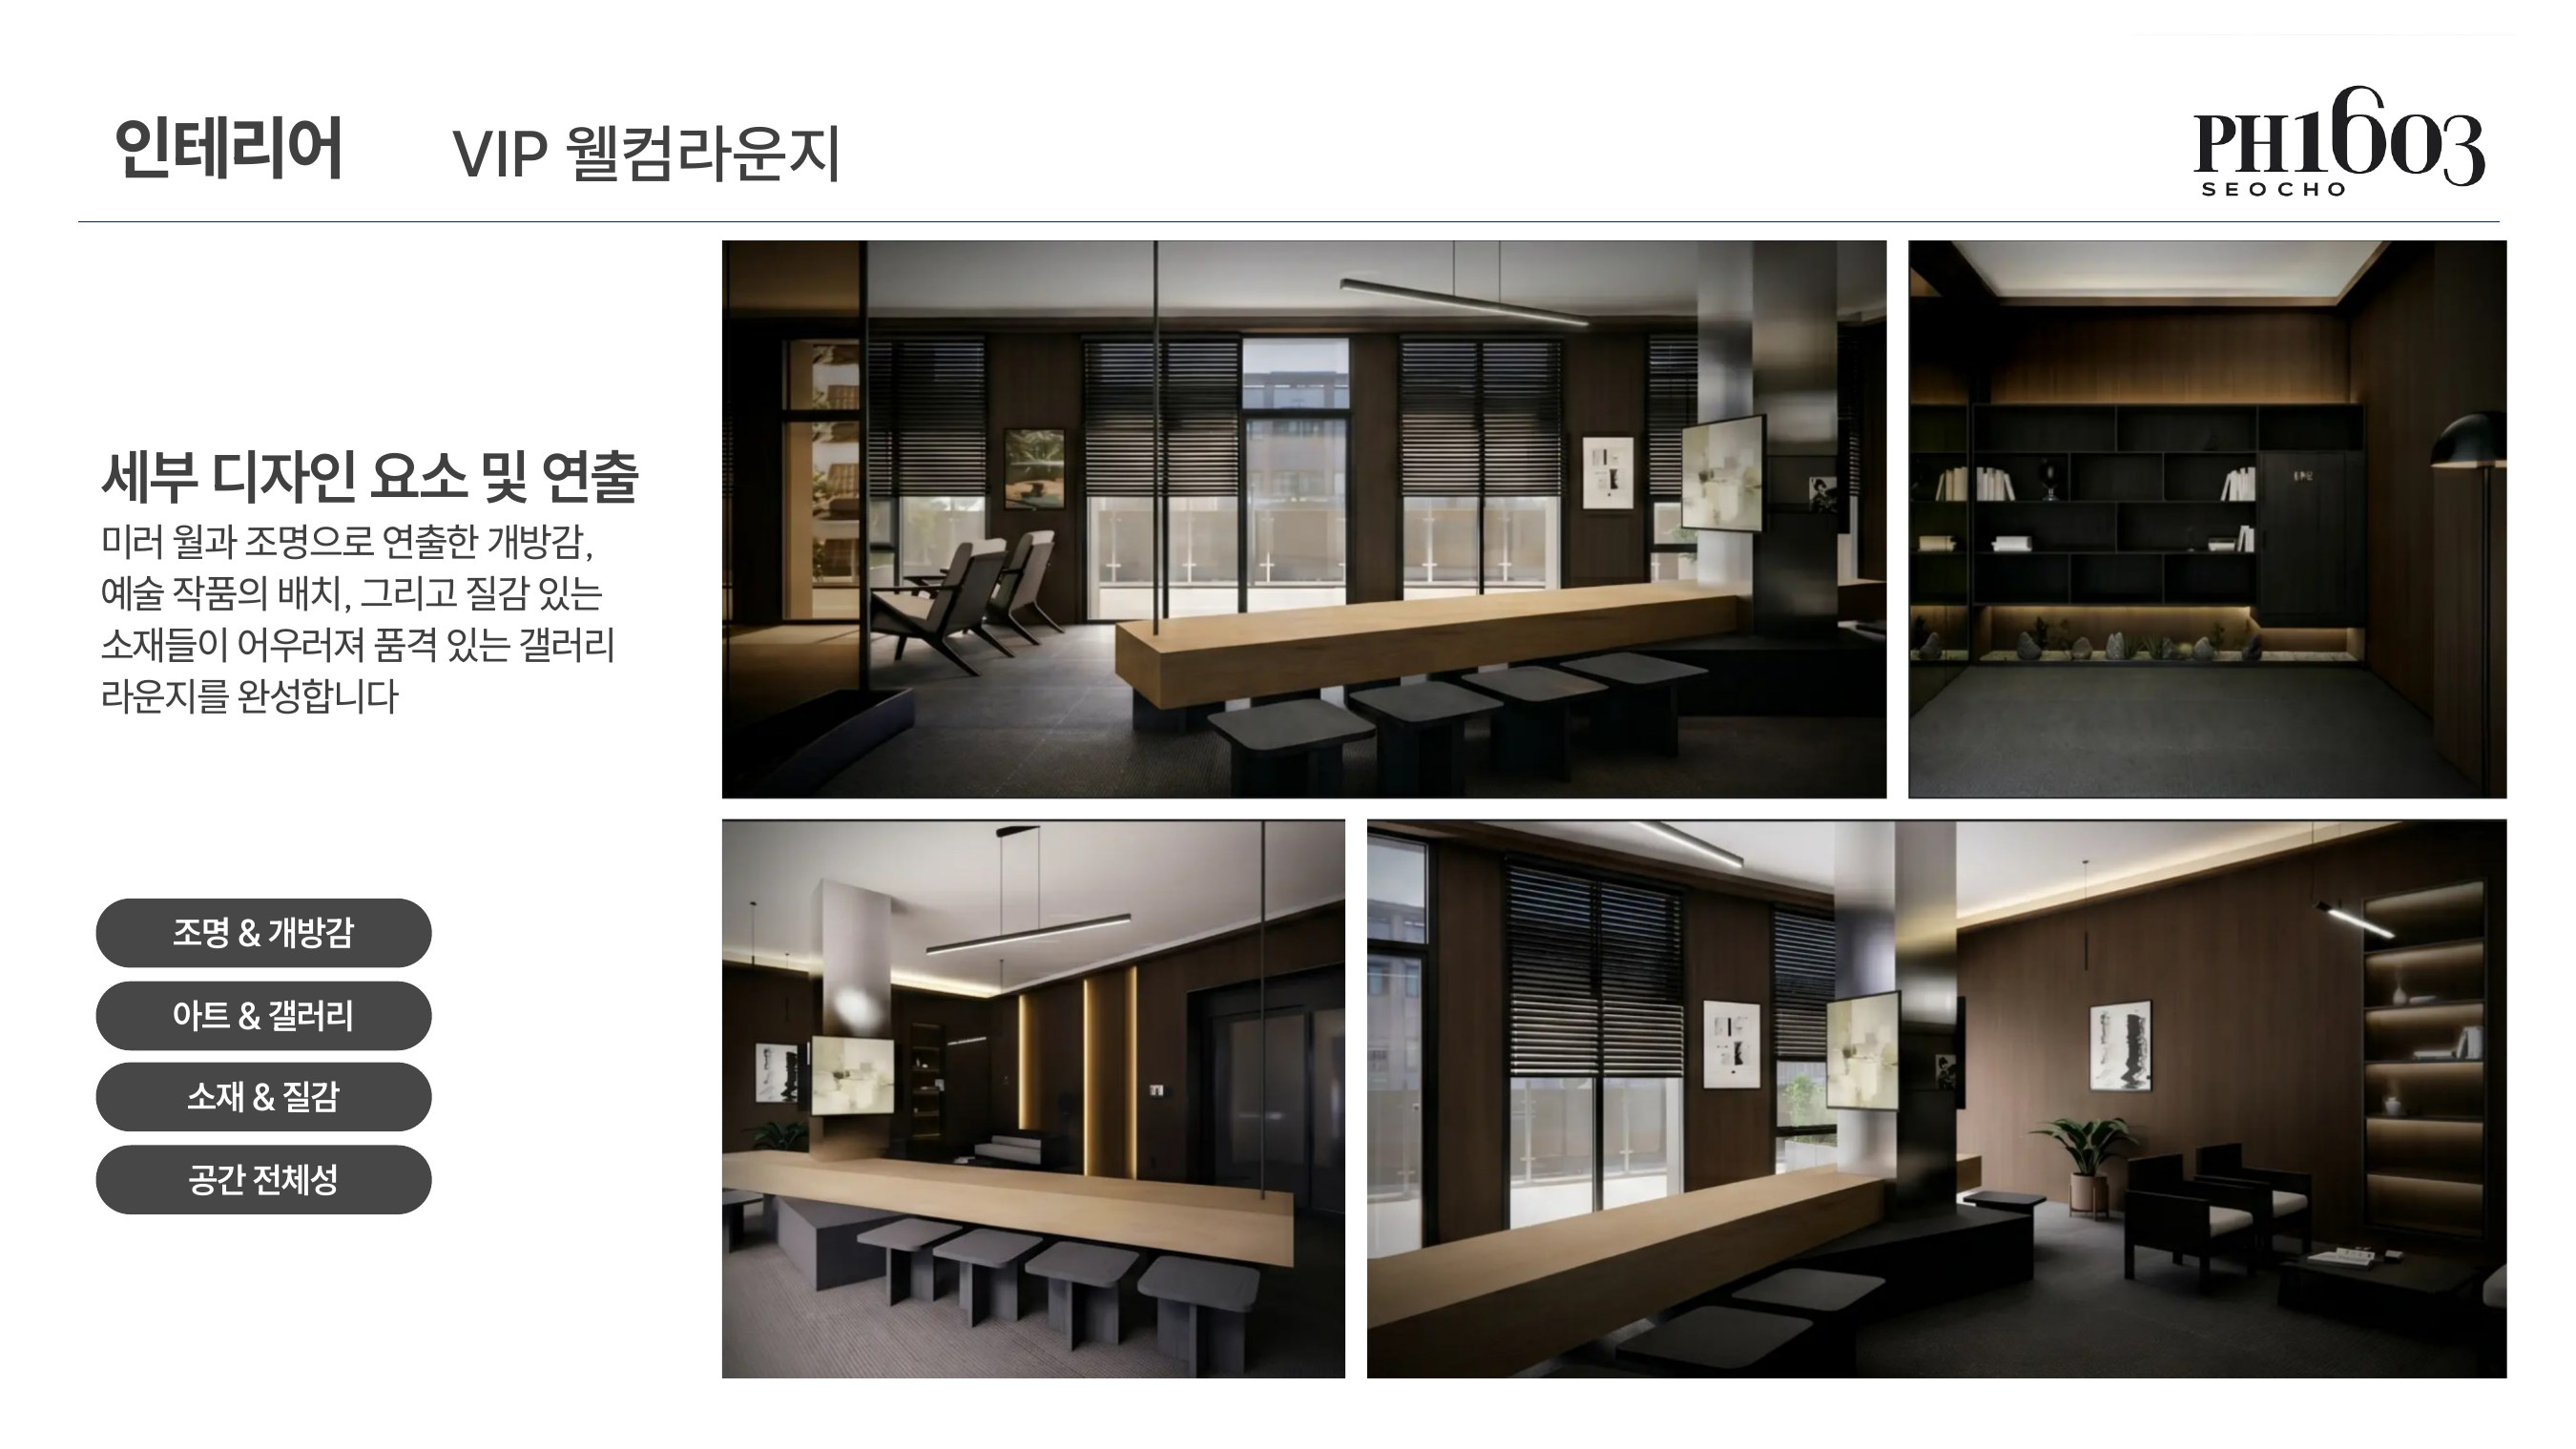 인테리어 VIP 웰컴라운지
PH1603
SEOCHO
세부 디자인 요소 및 연출
미러 월과 조명으로 연출한 개방감,
예술 작품의 배치, 그리고 질감 있는
소재들이 어우러져 품격 있는 갤러리
라운지를 완성합니다
조명 & 개방감
아트 & 갤러리
소재 & 질감
공간 전체성